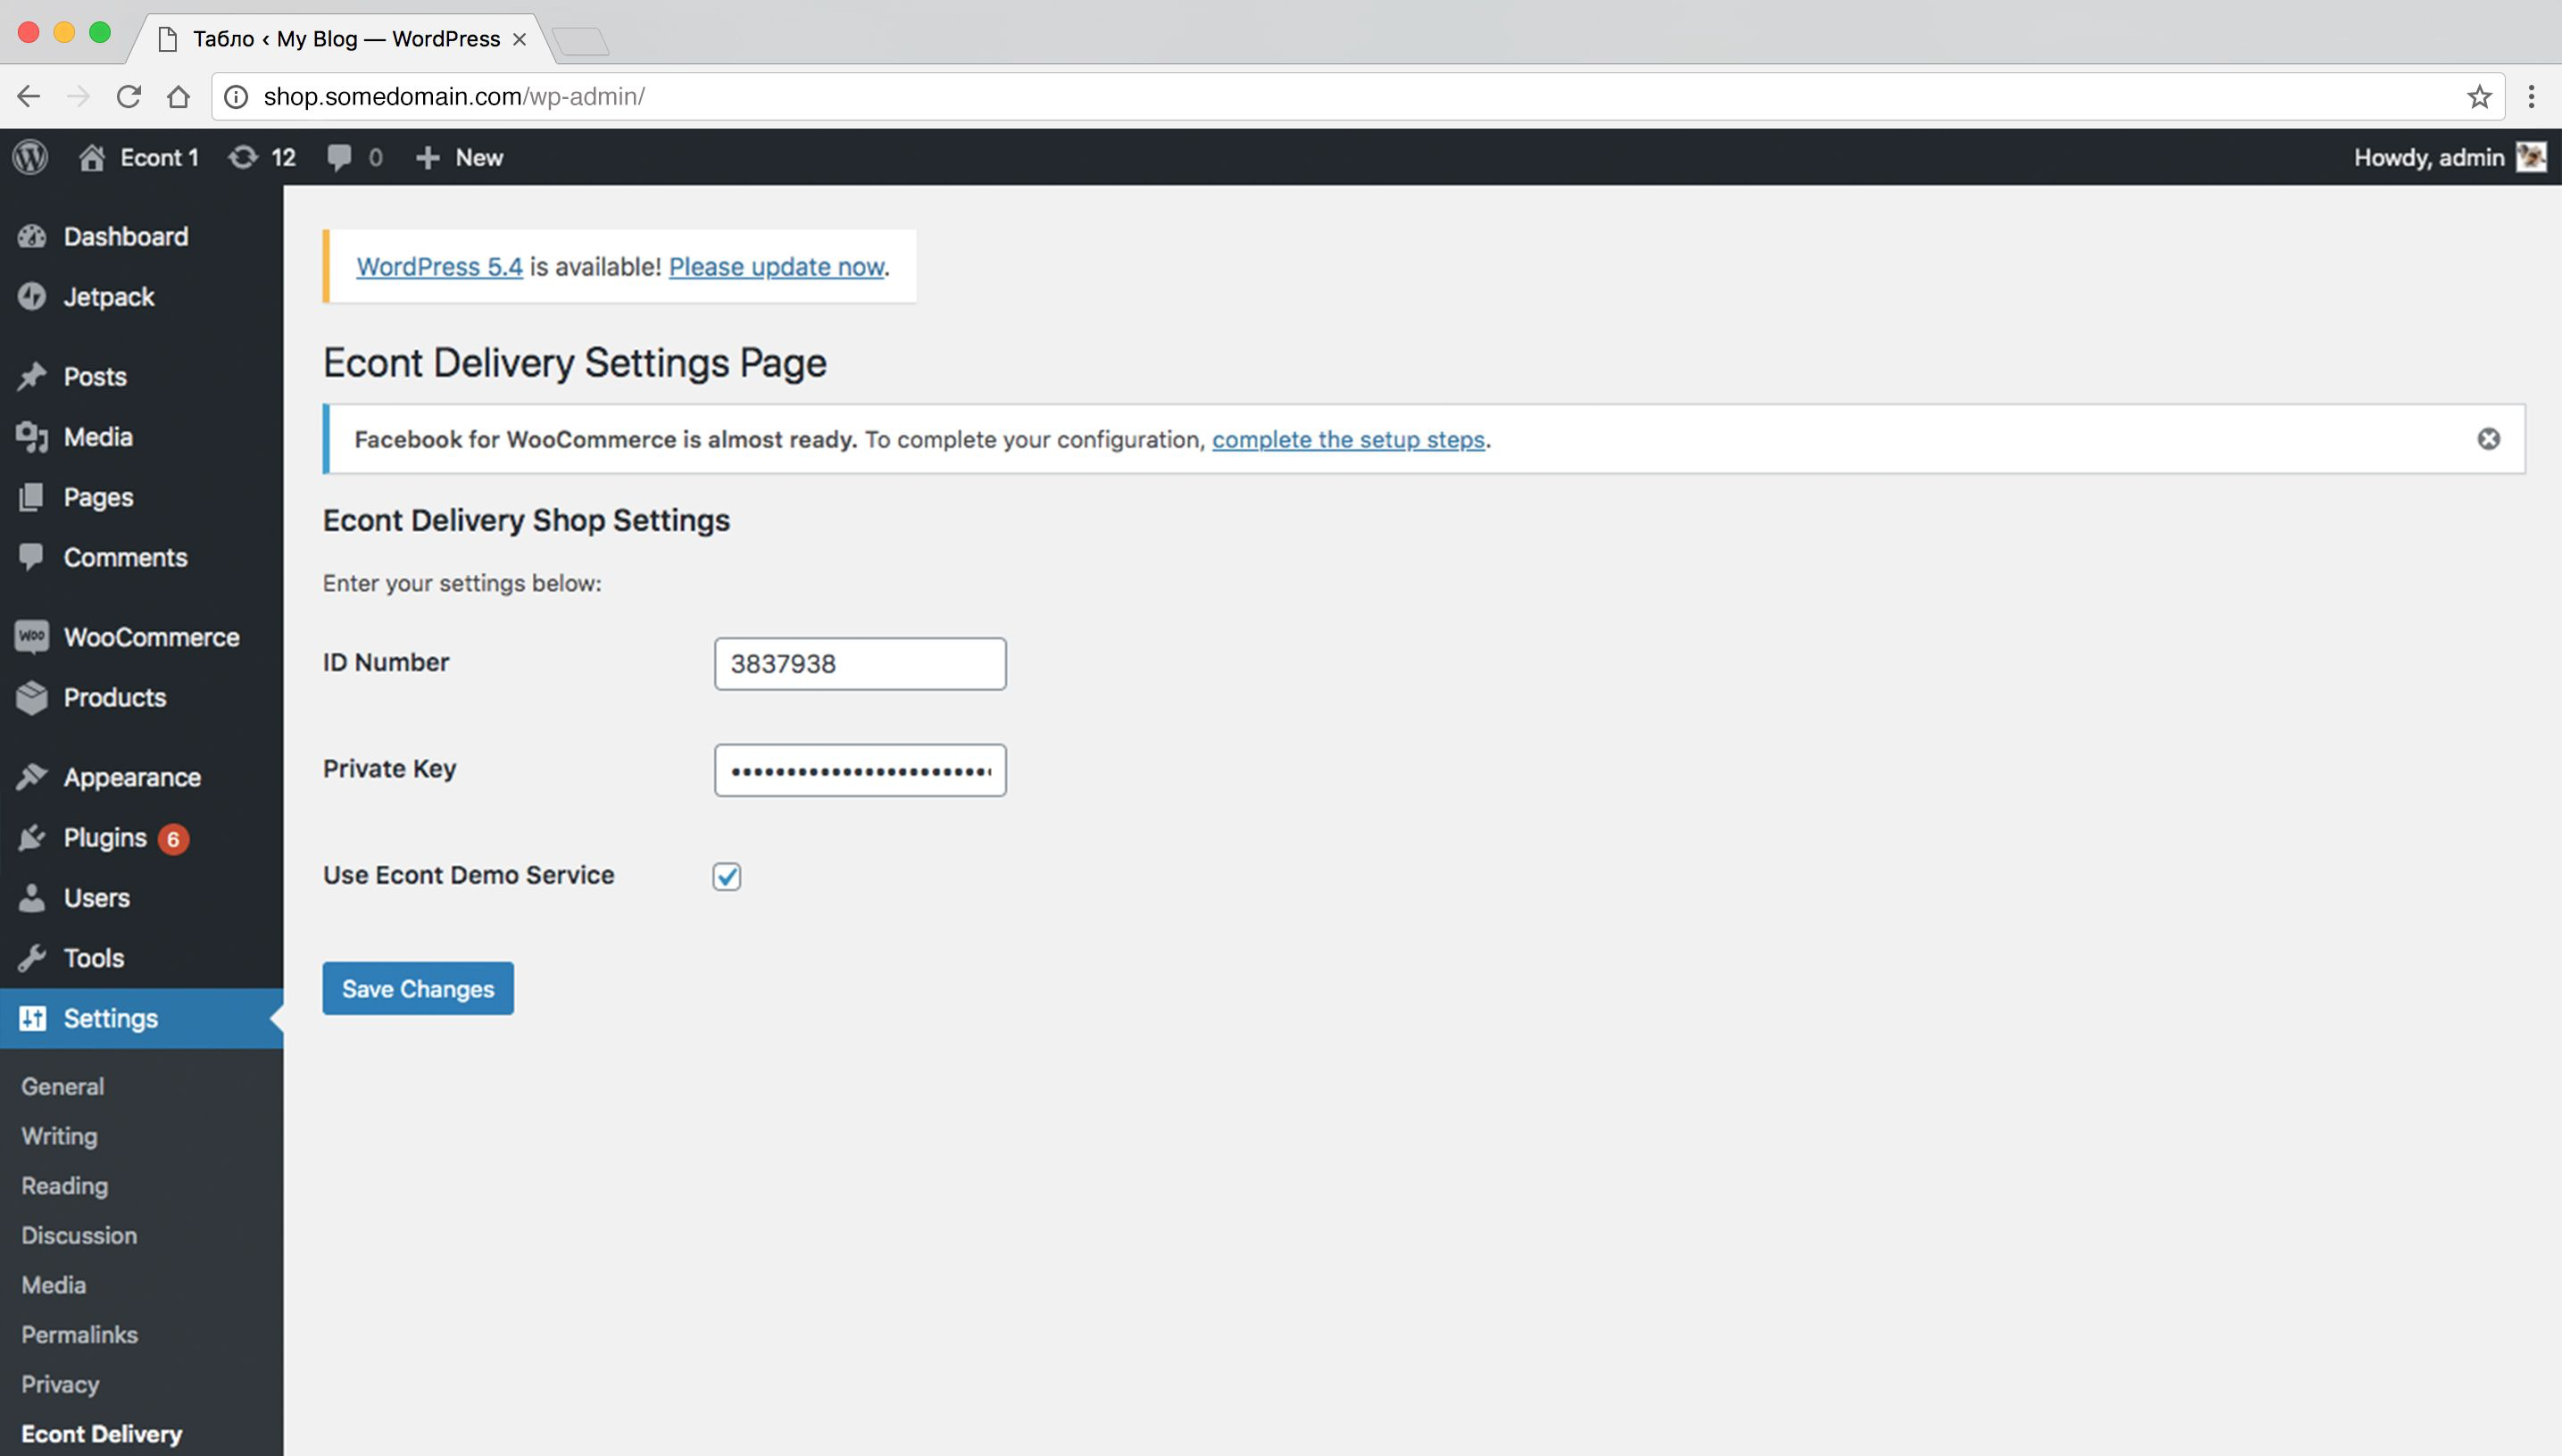 Табло ‹ My Blog — WordPress
shop.somedomain.com/wp-admin/
Econt 1 12 0 New
Howdy, admin
Dashboard
Jetpack
Posts
Media
Pages
Comments
WooCommerce
Products
Appearance
Plugins 6
Users
Tools
Settings
General
Writing
Reading
Discussion
Media
Permalinks
Privacy
Econt Delivery
WordPress 5.4 is available! Please update now.
Econt Delivery Settings Page
Facebook for WooCommerce is almost ready. To complete your configuration, complete the setup steps.
Econt Delivery Shop Settings
Enter your settings below:
ID Number 3837938
Private Key
Use Econt Demo Service
Save Changes